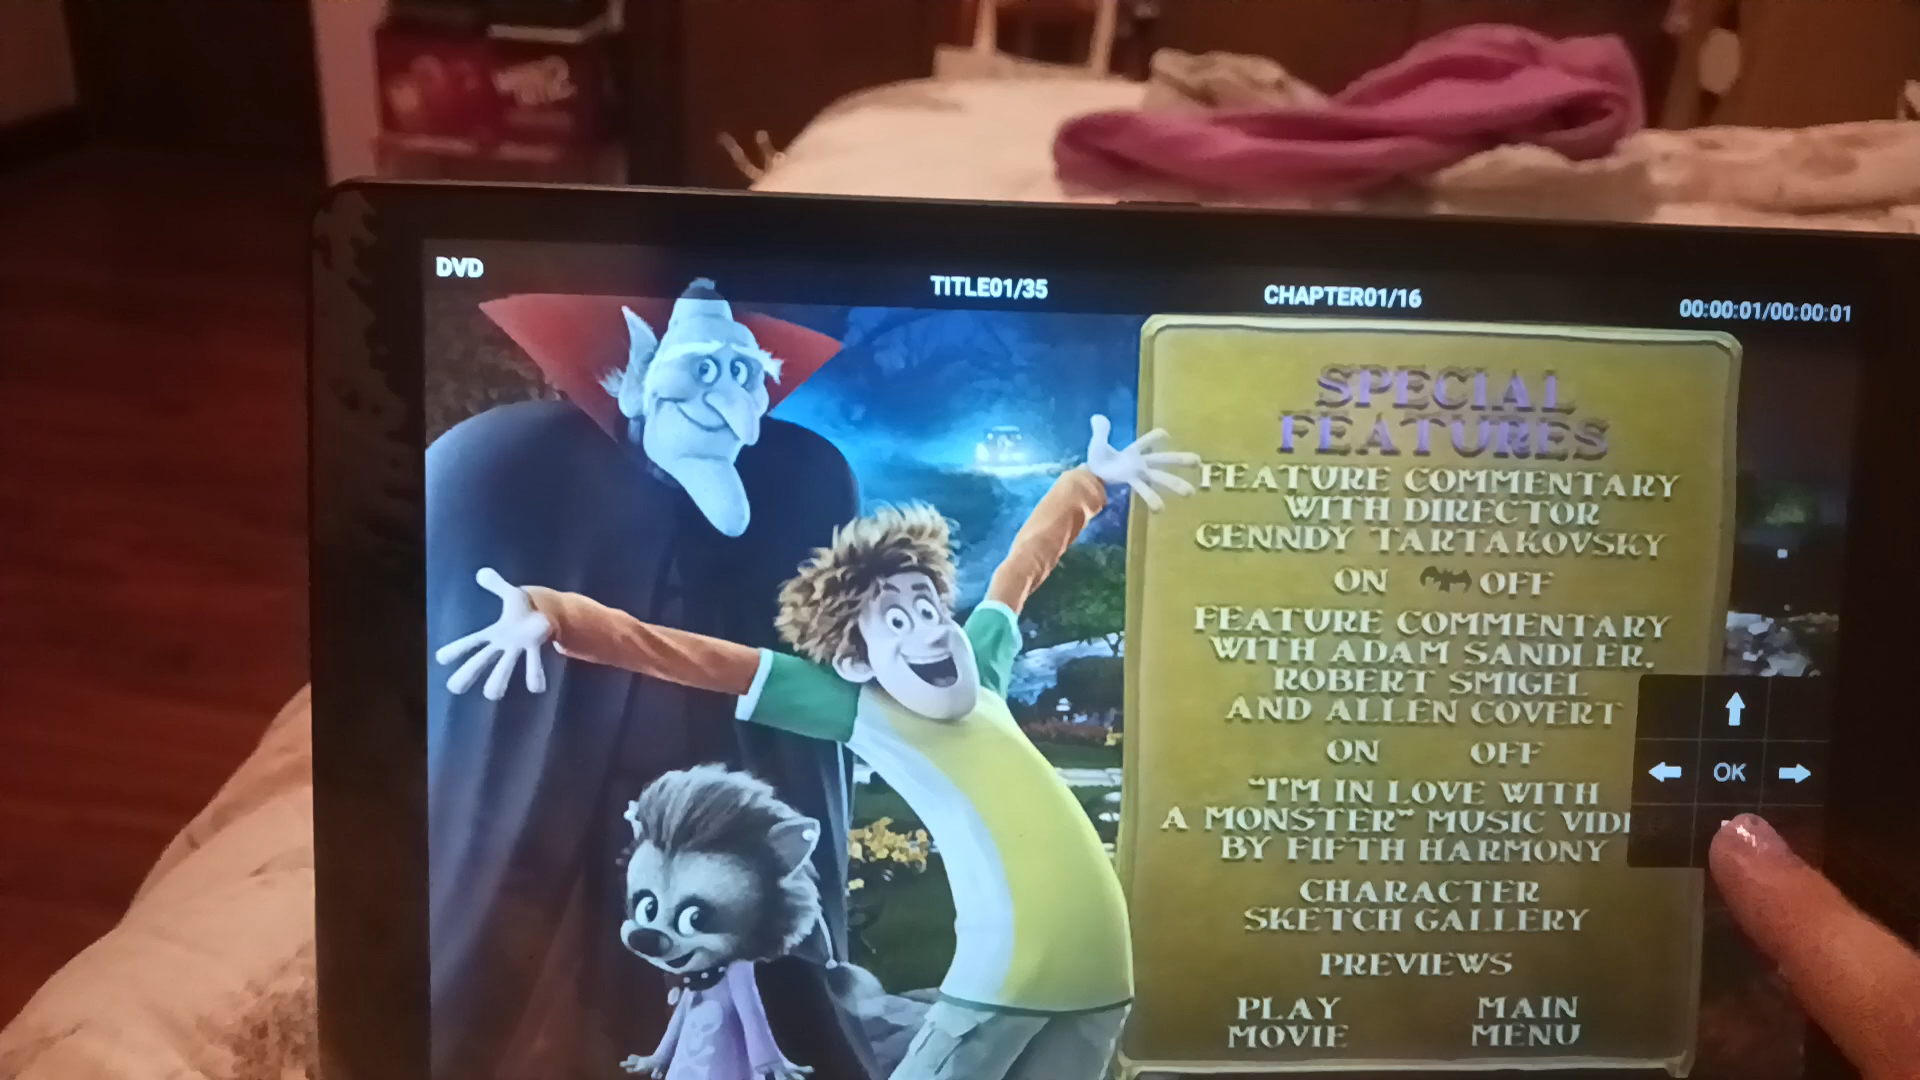 DVD
TITLE01/35
CHAPTER01/16
00:00:01/00:00:01
SPECIAL
FEATURES
FEATURE COMMENTARY
WITH DIRECTOR
GENNDY TARTAKOVSKY
ON OFF
FEATURE COMMENTARY
WITH ADAM SANDLER,
ROBERT SMIGEL
AND ALLEN COVERT
ON OFF
"I'M IN LOVE WITH
A MONSTER" MUSIC VID
BY FIFTH HARMONY
CHARACTER
SKETCH GALLERY
PREVIEWS
PLAY MAIN
MOVIE MENU
OK